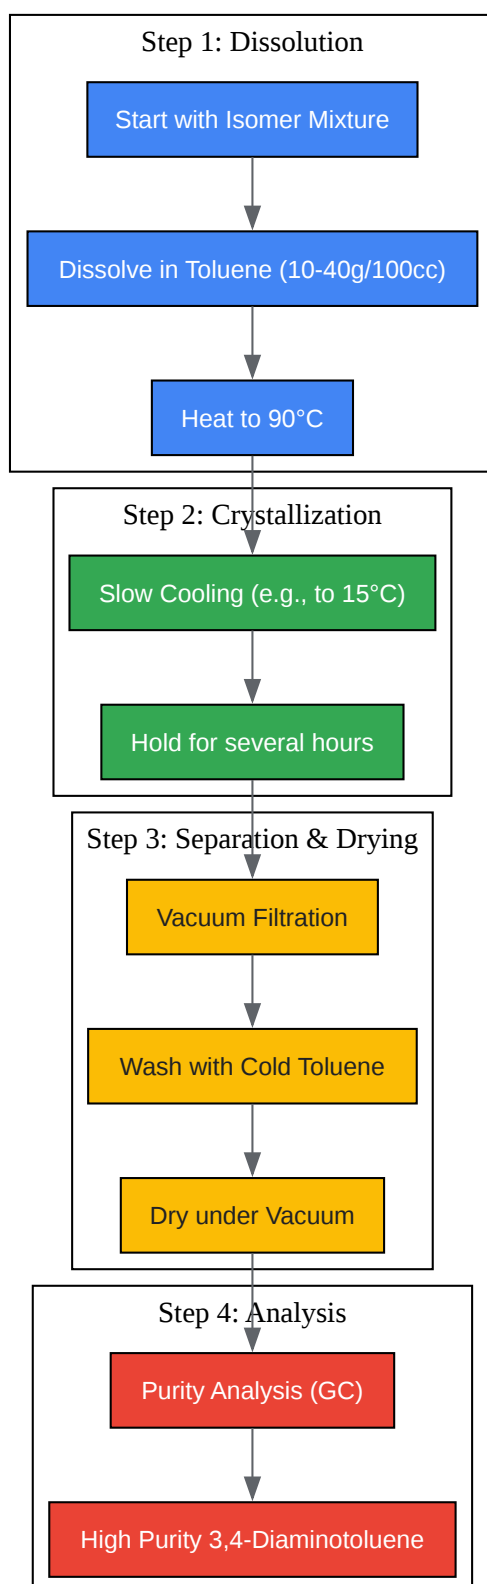 Step 1: Dissolution
Start with Isomer Mixture
Dissolve in Toluene (10-40g/100cc)
Heat to 90°C
Step 2: Crystallization
Slow Cooling (e.g., to 15°C)
Hold for several hours
Step 3: Separation & Drying
Vacuum Filtration
Wash with Cold Toluene
Dry under Vacuum
Step 4: Analysis
Purity Analysis (GC)
High Purity 3,4-Diaminotoluene